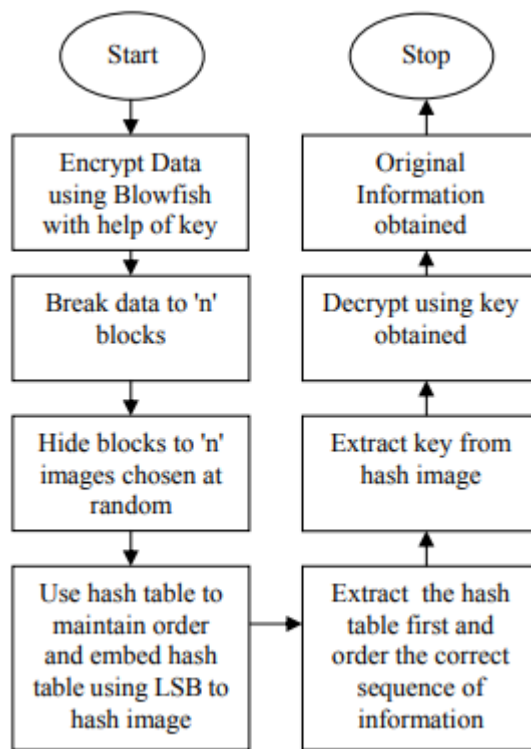 Start
Encrypt Data
using Blowfish
with help of key
Break data to 'n'
blocks
Hide blocks to 'n'
images chosen at
random
Use hash table to
maintain order
and embed hash
table using LSB to
hash image
Extract the hash
table first and
order the correct
sequence of
information
Extract key from
hash image
Decrypt using key
obtained
Original
Information
obtained
Stop